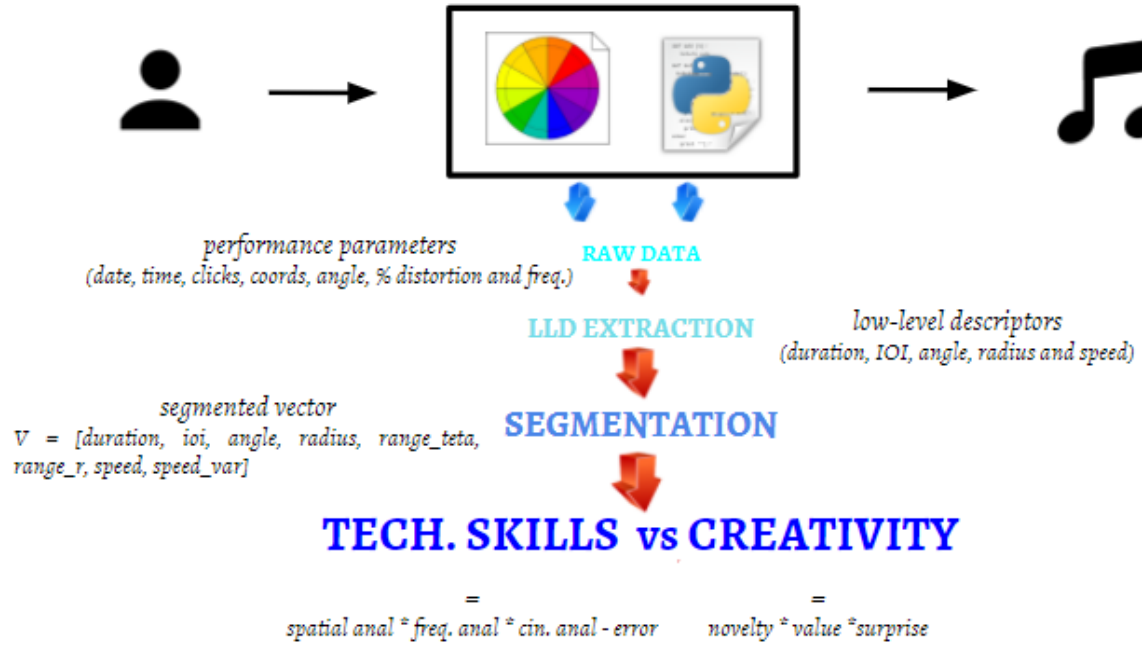 performance parameters
RAW DATA
(date, time, clicks, coords, angle, % distortion and freq.)
LLD EXTRACTION
low-level descriptors
(duration, IOI, angle, radius and speed)
segmented vector
SEGMENTATION
V = [duration, ioi, angle, radius, range_teta,
range_r, speed, speed_var]
TECH. SKILLS vs CREATIVITY
= =
spatial anal * freq. anal * cin. anal - error novelty * value *surprise